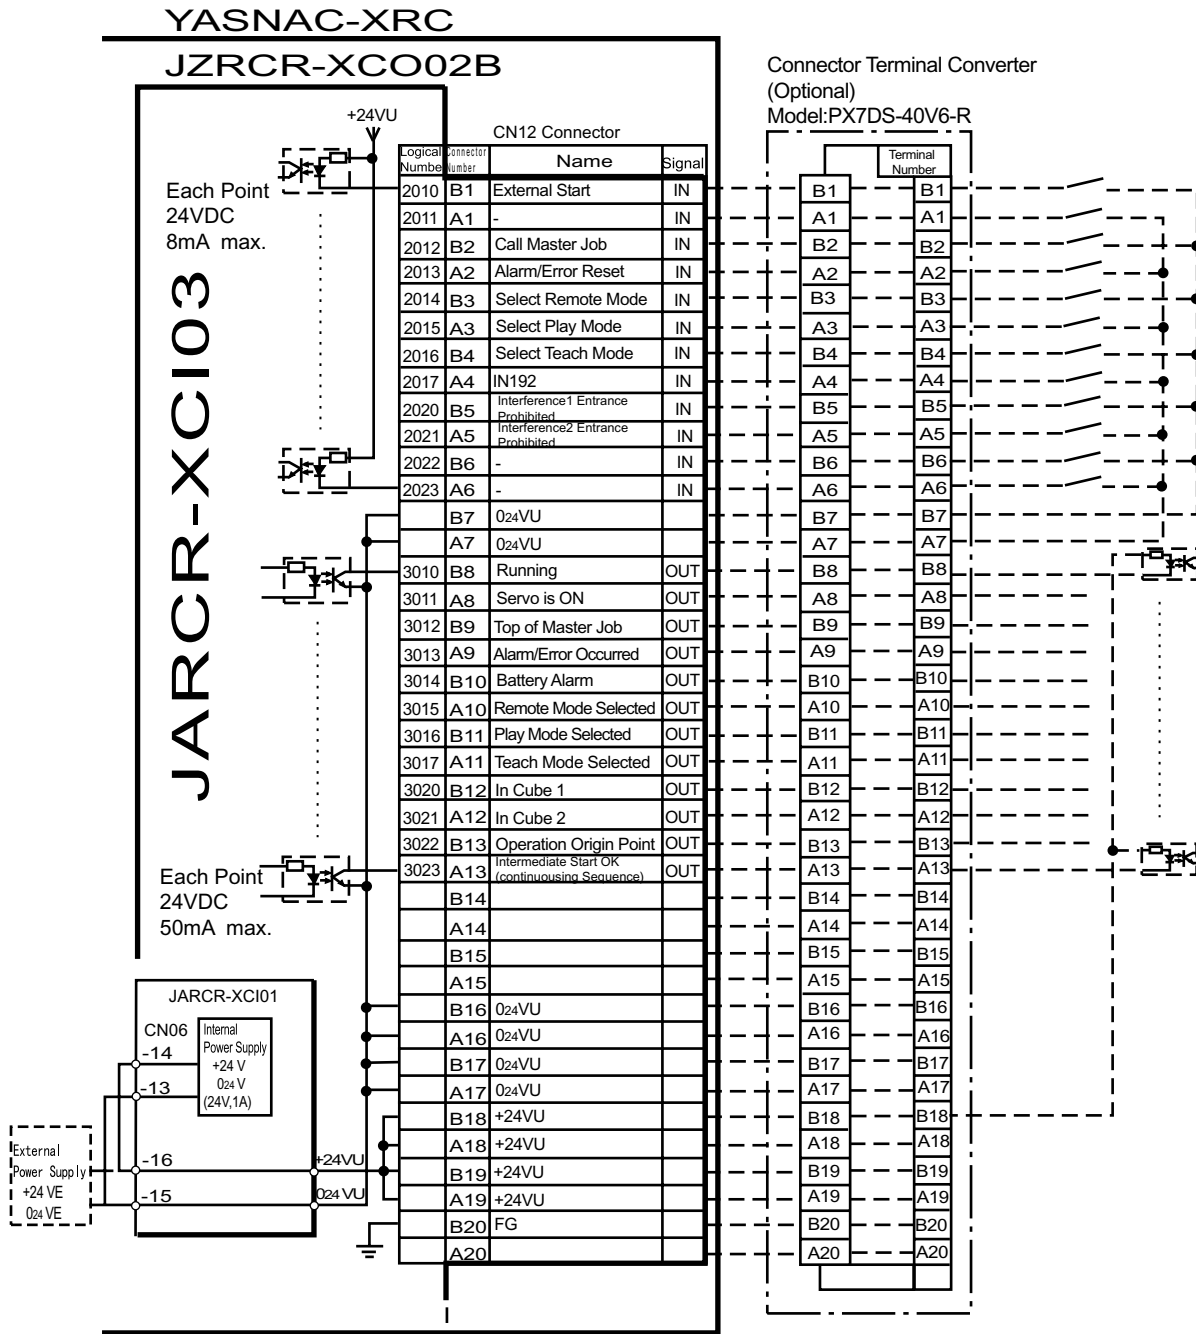 YASNAC-XRC
JZRCR-XCO02B
Connector Terminal Converter
(Optional)
Model:PX7DS-40V6-R
+24VU
CN12 Connector
Logical Numbe Connector Number Name Signal
Terminal Number
Each Point
24VDC
8mA max.
JARCR-XCI03
2010 B1 External Start IN B1 B1
2011 A1 - IN A1 A1
2012 B2 Call Master Job IN B2 B2
2013 A2 Alarm/Error Reset IN A2 A2
2014 B3 Select Remote Mode IN B3 B3
2015 A3 Select Play Mode IN A3 A3
2016 B4 Select Teach Mode IN B4 B4
2017 A4 IN192 IN A4 A4
2020 B5 Interference1 Entrance Prohibited IN B5 B5
2021 A5 Interference2 Entrance Prohibited IN A5 A5
2022 B6 - IN B6 B6
2023 A6 - IN A6 A6
B7 024VU B7 B7
A7 024VU A7 A7
3010 B8 Running OUT B8 B8
3011 A8 Servo is ON OUT A8 A8
3012 B9 Top of Master Job OUT B9 B9
3013 A9 Alarm/Error Occurred OUT A9 A9
3014 B10 Battery Alarm OUT B10 B10
3015 A10 Remote Mode Selected OUT A10 A10
3016 B11 Play Mode Selected OUT B11 B11
3017 A11 Teach Mode Selected OUT A11 A11
3020 B12 In Cube 1 OUT B12 B12
3021 A12 In Cube 2 OUT A12 A12
3022 B13 Operation Origin Point OUT B13 B13
3023 A13 Intermediate Start OK (continuousing Sequence) OUT A13 A13
Each Point
24VDC
50mA max.
B14 B14 B14
A14 A14 A14
B15 B15 B15
A15 A15 A15
B16 024VU B16 B16
A16 024VU A16 A16
B17 024VU B17 B17
A17 024VU A17 A17
B18 +24VU B18 B18
A18 +24VU A18 A18
B19 +24VU B19 B19
A19 +24VU A19 A19
B20 FG B20 B20
A20 A20 A20
JARCR-XCI01
CN06
-14
-13
-16
-15
Internal
Power Supply
+24 V
024 V
(24V,1A)
+24VU
024 VU
External
Power Supply
+24 VE
024 VE